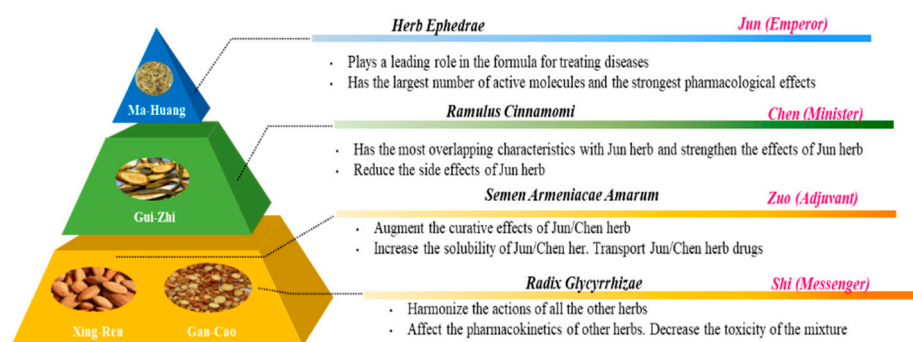 Herb Ephedrae Jun (Emperor)
• Plays a leading role in the formula for treating diseases
• Has the largest number of active molecules and the strongest pharmacological effects
Ma-Huang
Ramulus Cinnamomi Chen (Minister)
• Has the most overlapping characteristics with Jun herb and strengthen the effects of Jun herb
• Reduce the side effects of Jun herb
Gui-Zhi
Semen Armeniacae Amarum Zuo (Adjuvant)
• Augment the curative effects of Jun/Chen herb
• Increase the solubility of Jun/Chen her. Transport Jun/Chen herb drugs
Radix Glycyrrhizae Shi (Messenger)
• Harmonize the actions of all the other herbs
• Affect the pharmacokinetics of other herbs. Decrease the toxicity of the mixture
Xing-Ren Gan-Cao